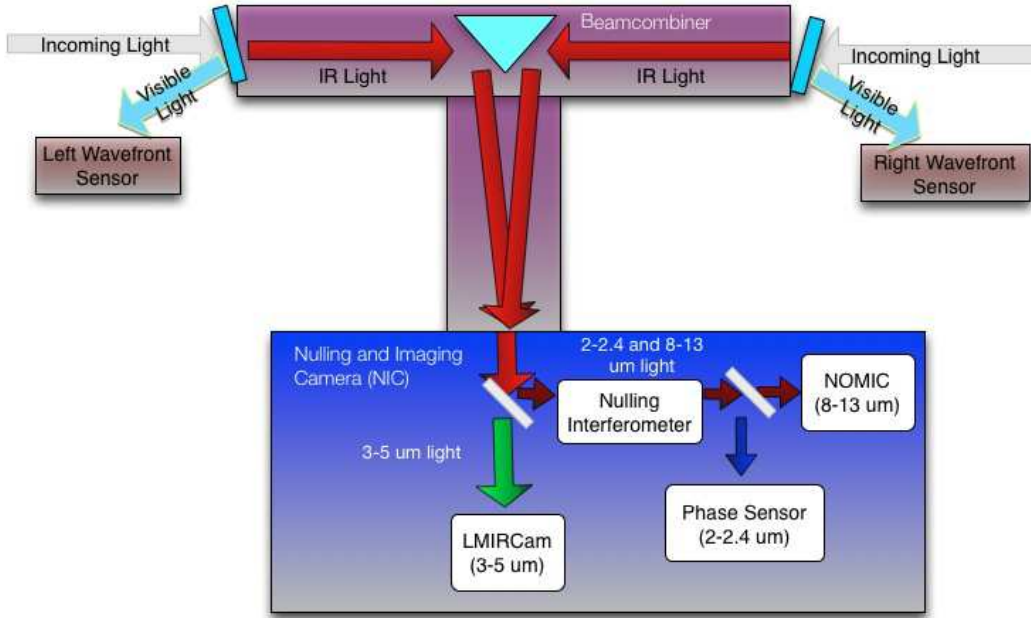 Beamcombiner
Incoming Light
IR Light
IR Light
Incoming Light
Visible
Light
Visible
Light
Left Wavefront
Sensor
Right Wavefront
Sensor
Nulling and Imaging
Camera (NIC)
2-2.4 and 8-13
um light
NOMIC
(8-13 um)
Nulling
Interferometer
3-5 um light
LMIRCam
(3-5 um)
Phase Sensor
(2-2.4 um)